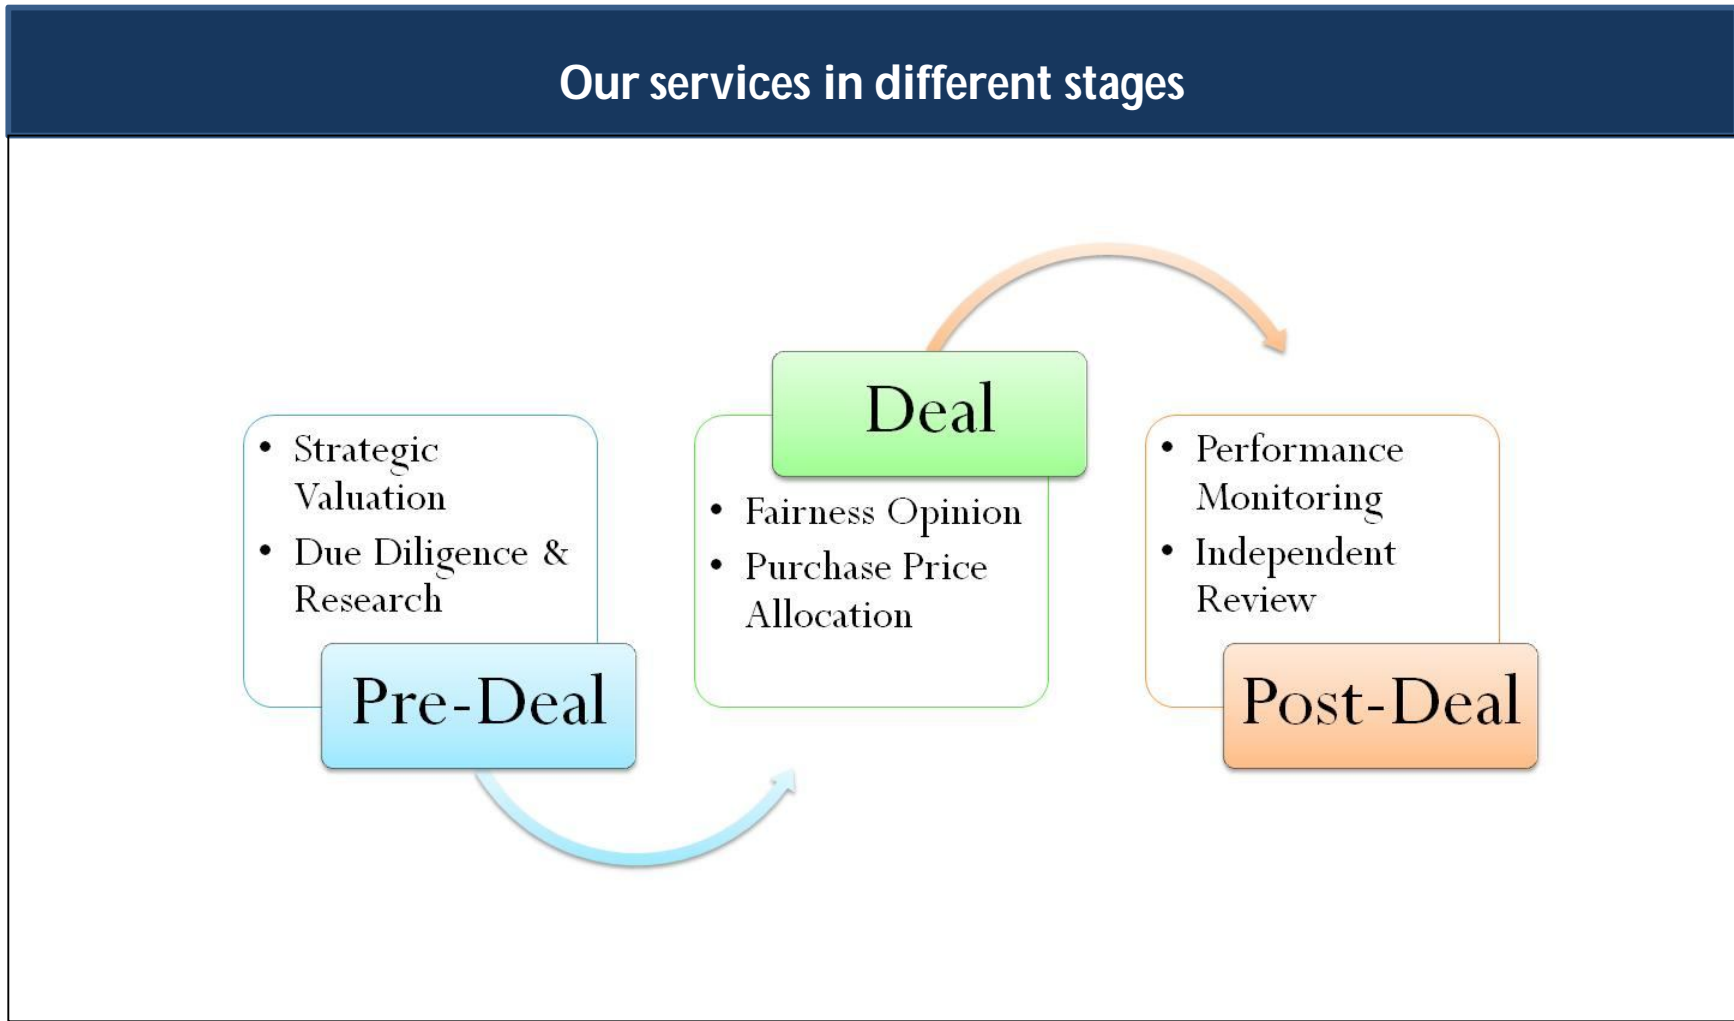 Our services in different stages
• Strategic
Valuation
• Due Diligence &
Research
Pre-Deal
Deal
• Fairness Opinion
• Purchase Price
Allocation
• Performance
Monitoring
• Independent
Review
Post-Deal